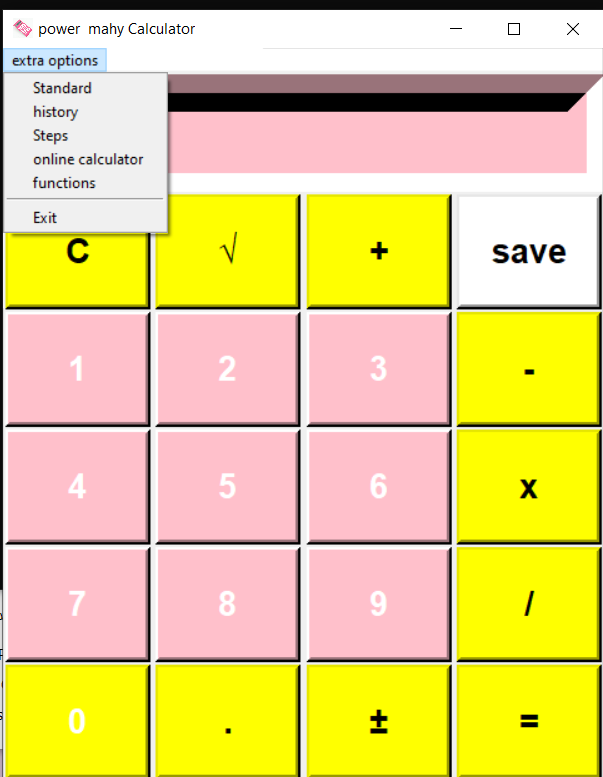 power  mahy Calculator
extra options
Standard
history
Steps
online calculator
functions
Exit
C √ + save
1 2 3 -
4 5 6 x
7 8 9 /
0 . ± =